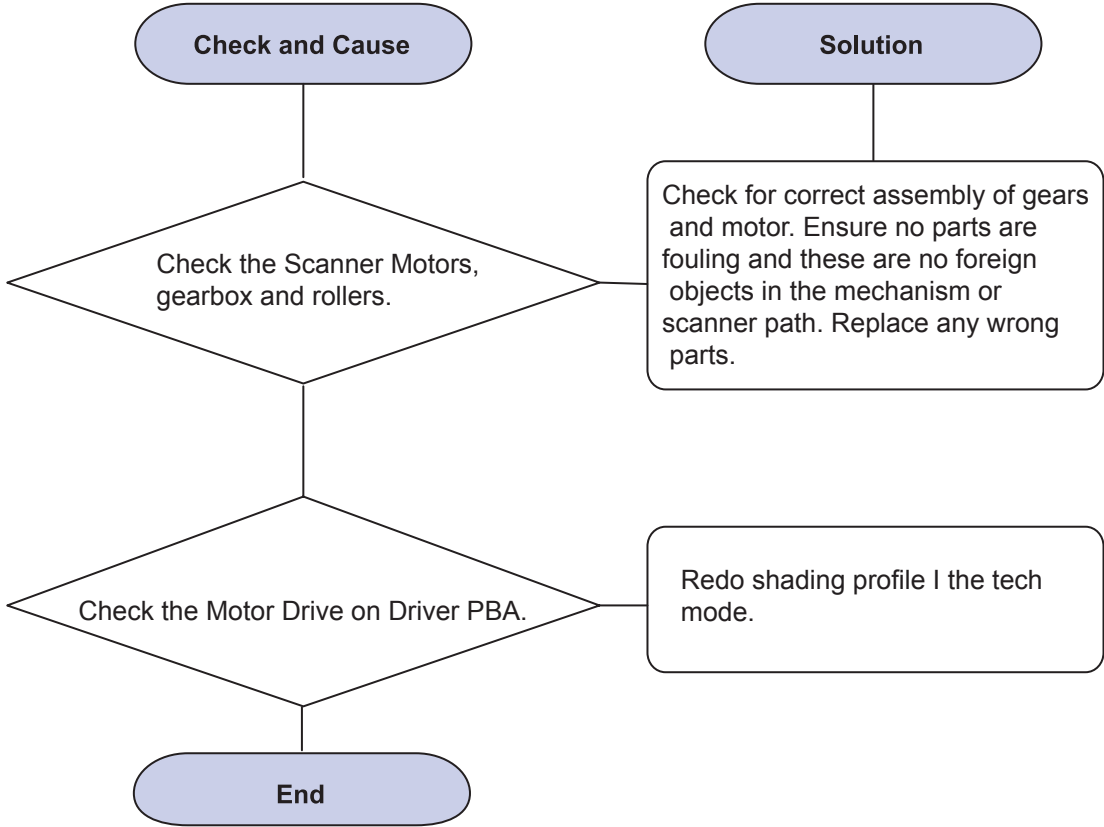 Check and Cause
Solution
Check the Scanner Motors,
gearbox and rollers.
Check for correct assembly of gears
and motor. Ensure no parts are
fouling and these are no foreign
objects in the mechanism or
scanner path. Replace any wrong
parts.
Check the Motor Drive on Driver PBA.
Redo shading profile I the tech
mode.
End